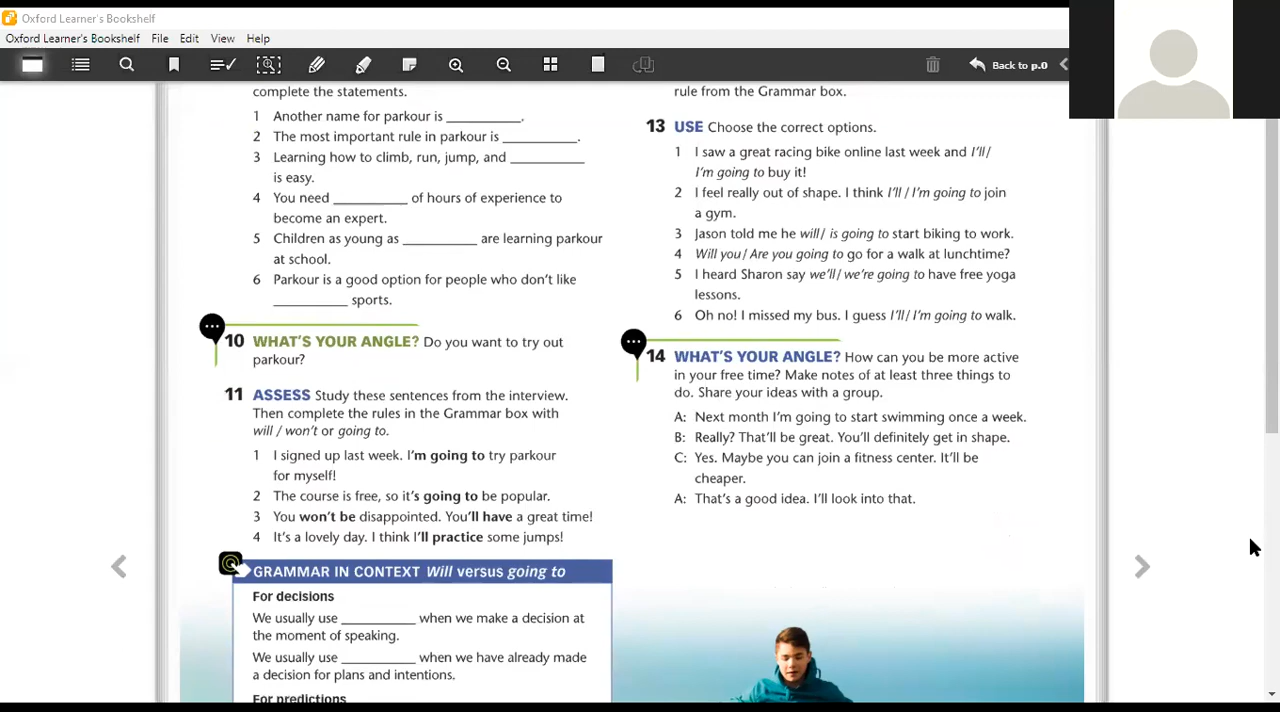 Oxford Learner's Bookshelf
Oxford Learner's Bookshelf File Edit View Help
Back to p.0
complete the statements.
1 Another name for parkour is __________.
2 The most important rule in parkour is __________.
3 Learning how to climb, run, jump, and __________
is easy.
4 You need __________ of hours of experience to
become an expert.
5 Children as young as __________ are learning parkour
at school.
6 Parkour is a good option for people who don't like
__________ sports.
10 WHAT'S YOUR ANGLE? Do you want to try out
parkour?
11 ASSESS Study these sentences from the interview.
Then complete the rules in the Grammar box with
will / won't or going to.
1 I signed up last week. I'm going to try parkour
for myself!
2 The course is free, so it's going to be popular.
3 You won't be disappointed. You'll have a great time!
4 It's a lovely day. I think I'll practice some jumps!
GRAMMAR IN CONTEXT Will versus going to
For decisions
We usually use __________ when we make a decision at
the moment of speaking.
We usually use __________ when we have already made
a decision for plans and intentions.
For predictions
rule from the Grammar box.
13 USE Choose the correct options.
1 I saw a great racing bike online last week and I'll /
I'm going to buy it!
2 I feel really out of shape. I think I'll / I'm going to join
a gym.
3 Jason told me he will / is going to start biking to work.
4 Will you / Are you going to go for a walk at lunchtime?
5 I heard Sharon say we'll / we're going to have free yoga
lessons.
6 Oh no! I missed my bus. I guess I'll / I'm going to walk.
14 WHAT'S YOUR ANGLE? How can you be more active
in your free time? Make notes of at least three things to
do. Share your ideas with a group.
A: Next month I'm going to start swimming once a week.
B: Really? That'll be great. You'll definitely get in shape.
C: Yes. Maybe you can join a fitness center. It'll be
cheaper.
A: That's a good idea. I'll look into that.